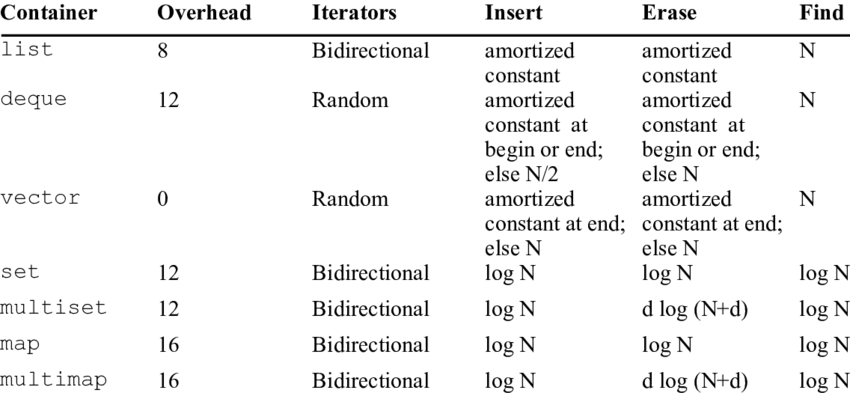 Container Overhead Iterators Insert Erase Find
list 8 Bidirectional amortized amortized N
constant constant
deque 12 Random amortized amortized N
constant at constant at
begin or end; begin or end;
else N/2 else N
vector 0 Random amortized amortized N
constant at end; constant at end;
else N else N
set 12 Bidirectional log N log N log N
multiset 12 Bidirectional log N d log (N+d) log N
map 16 Bidirectional log N log N log N
multimap 16 Bidirectional log N d log (N+d) log N